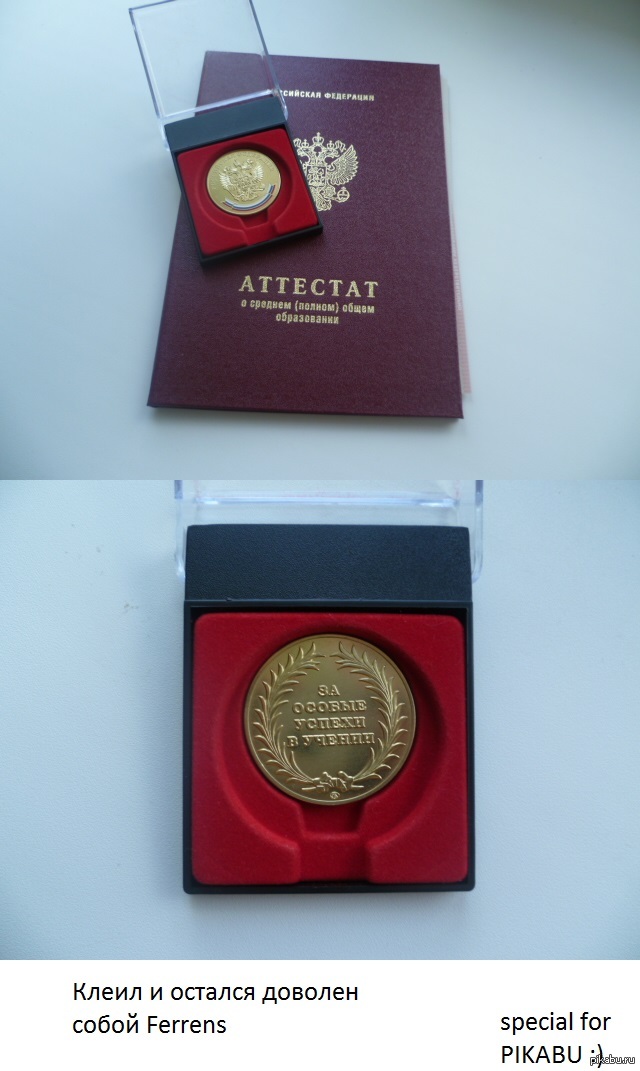 РОССИЙСКАЯ ФЕДЕРАЦИЯ
АТТЕСТАТ
о среднем (полном) общем
образовании
ЗА
ОСОБЫЕ
УСПЕХИ
В УЧЕНИИ
Клеил и остался доволен
собой Ferrens
special for
PIKABU :)
pikabu.ru